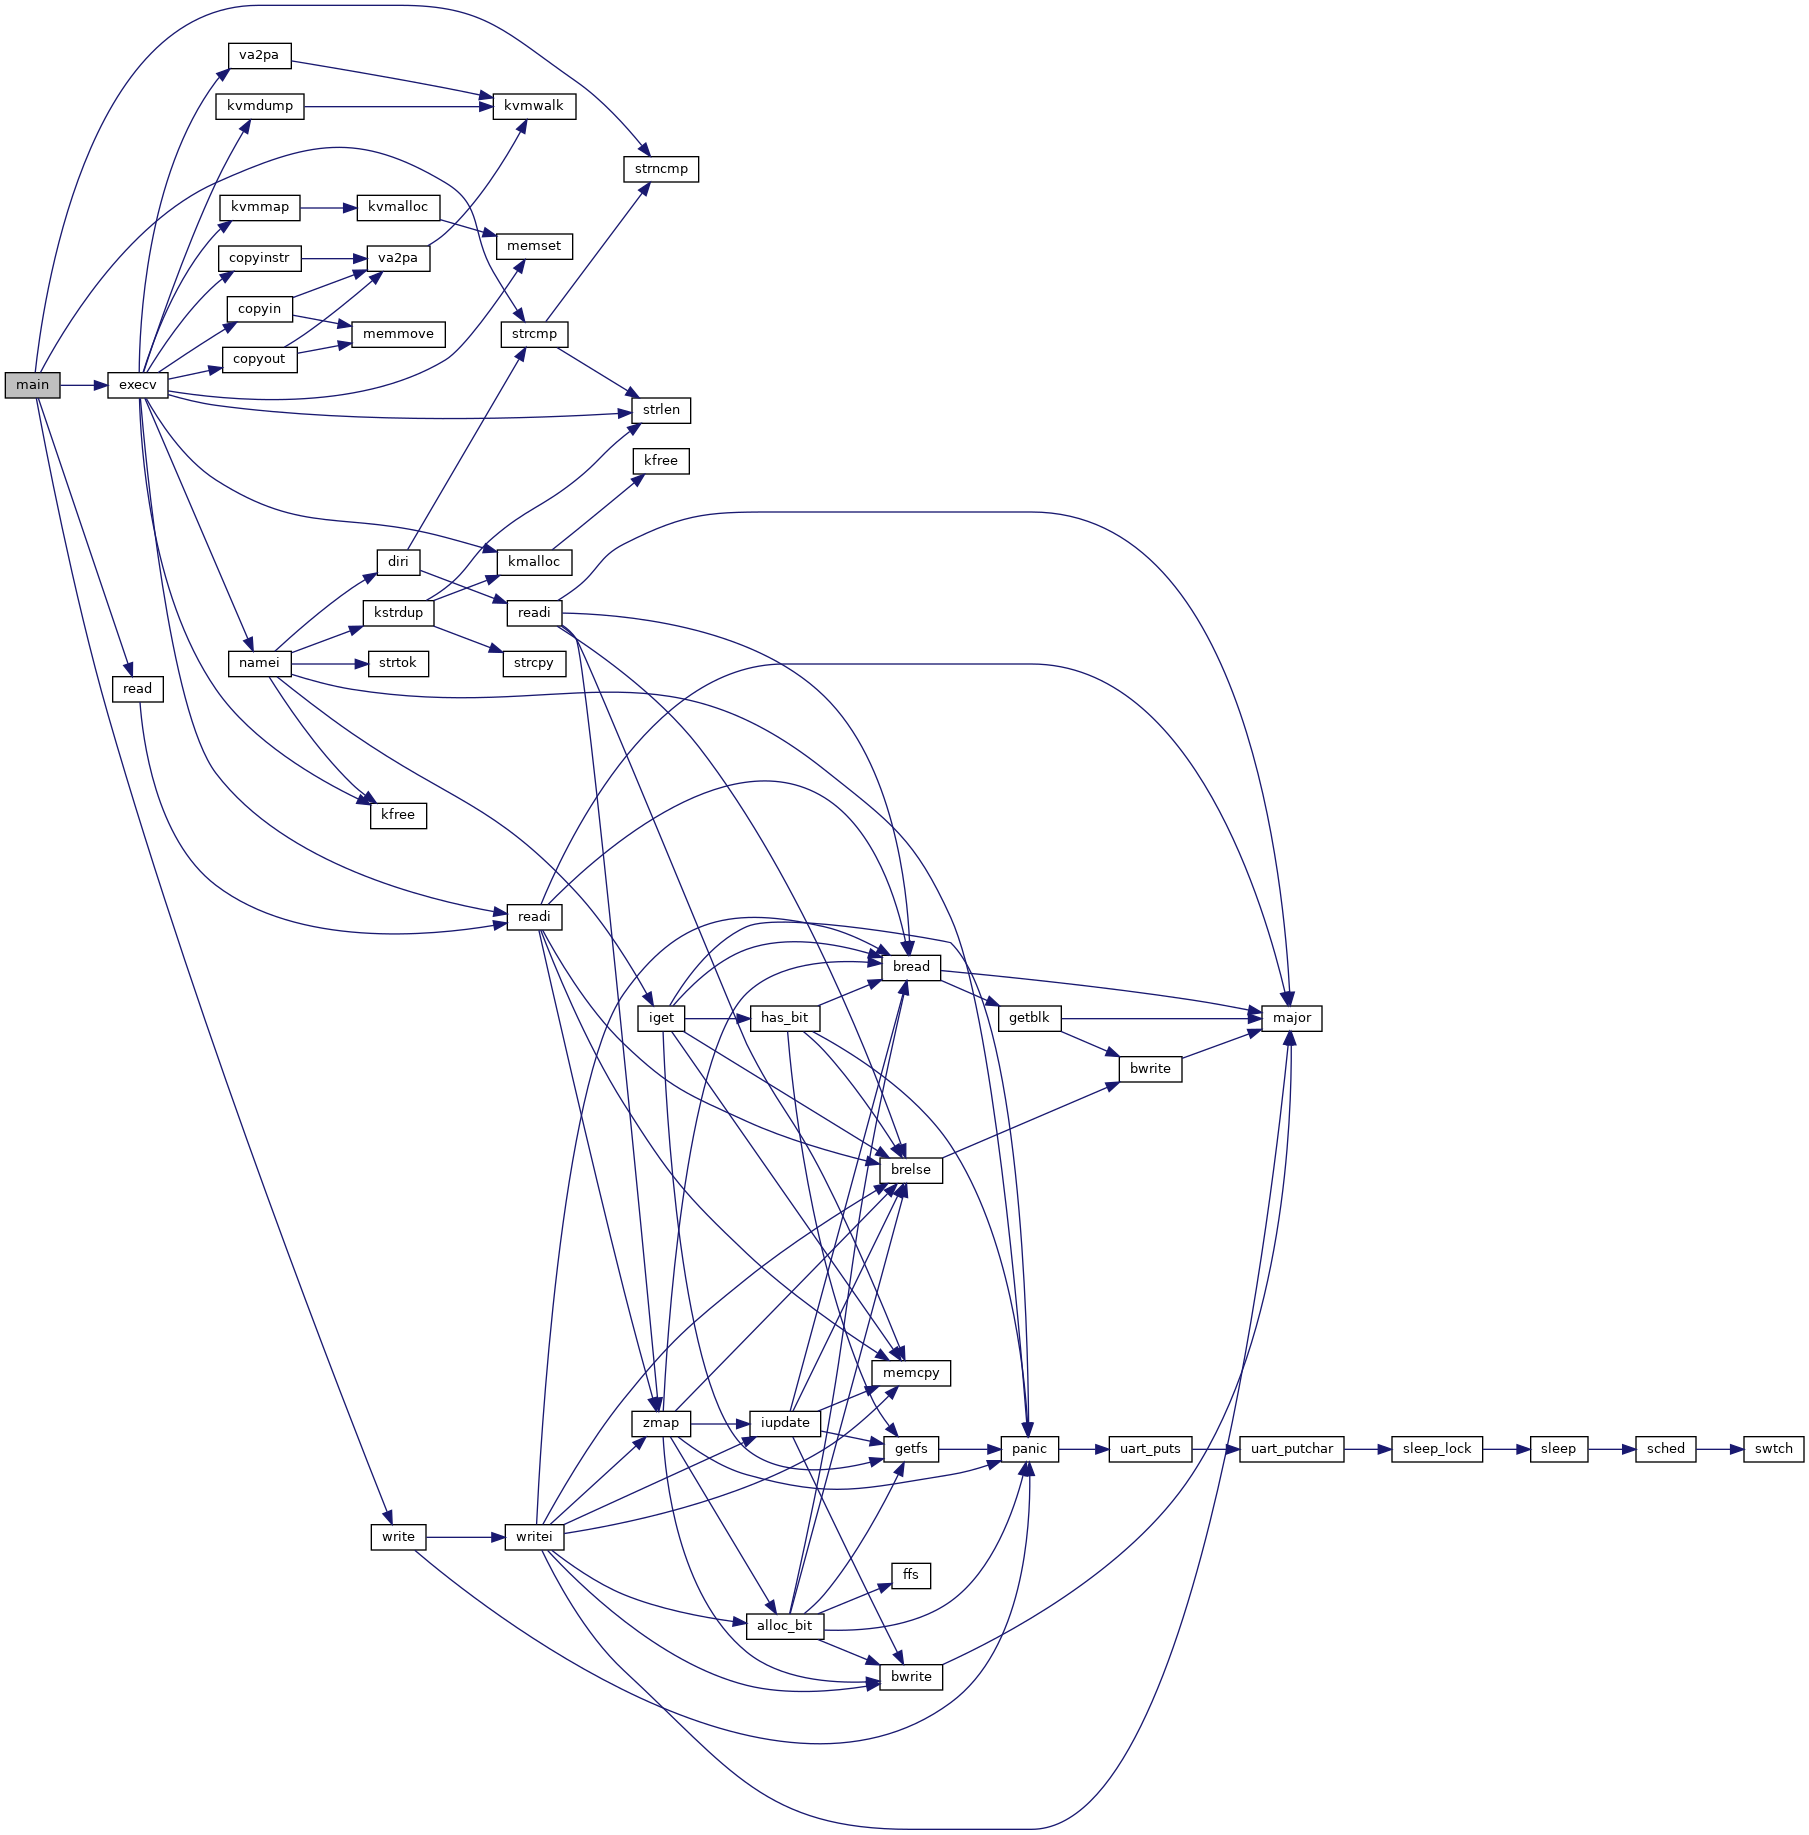 va2pa
kvmdump
kvmwalk
strncmp
kvmmap
kvmalloc
memset
copyinstr
va2pa
copyin
memmove
strcmp
copyout
main
execv
strlen
kfree
diri
kmalloc
kstrdup
readi
namei
strtok
strcpy
read
kfree
readi
bread
iget
has_bit
getblk
major
bwrite
brelse
memcpy
zmap
iupdate
getfs
panic
uart_puts
uart_putchar
sleep_lock
sleep
sched
swtch
write
writei
ffs
alloc_bit
bwrite